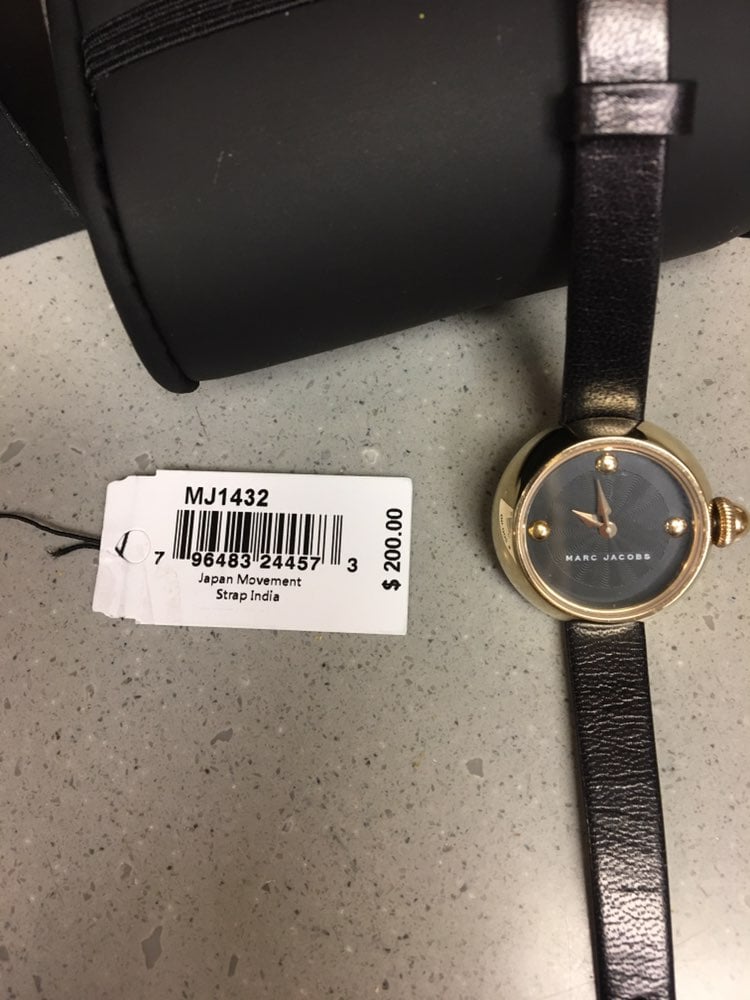 MJ1432
7 96483 24457 3
Japan Movement
Strap India
$ 200.00
MARC JACOBS